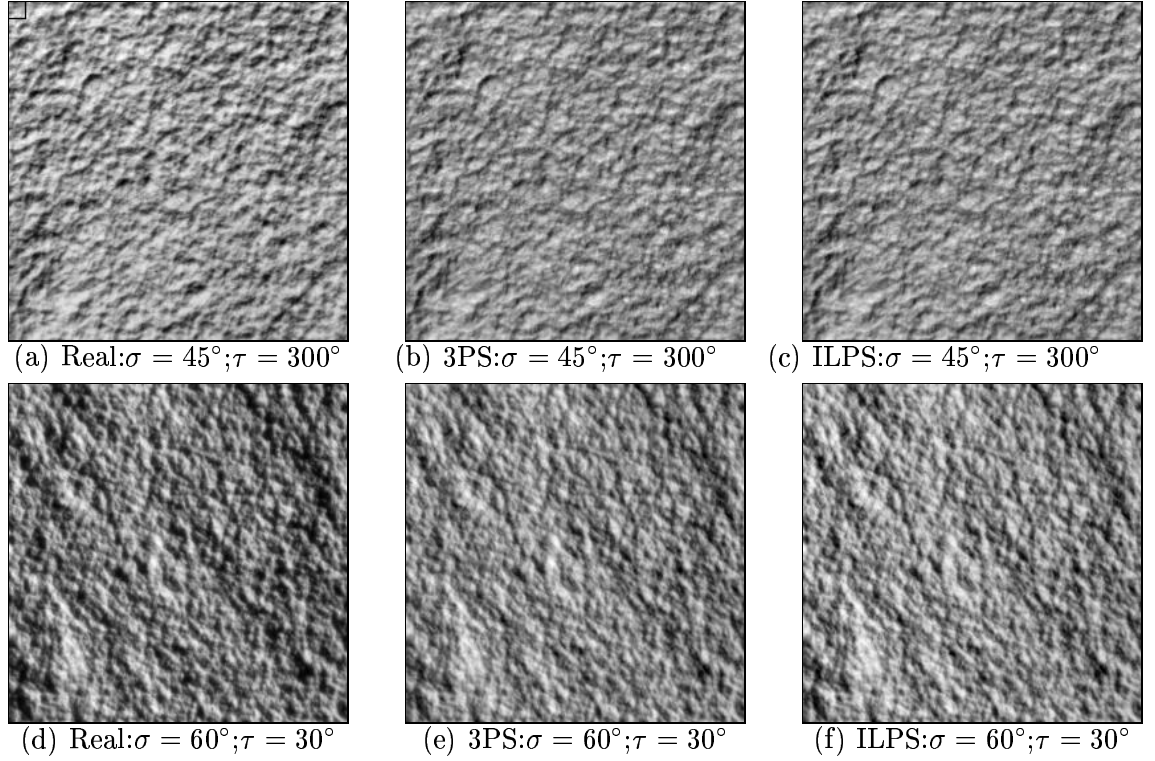 (a) Real:σ = 45°;τ = 300°
(b) 3PS:σ = 45°;τ = 300°
(c) ILPS:σ = 45°;τ = 300°
(d) Real:σ = 60°;τ = 30°
(e) 3PS:σ = 60°;τ = 30°
(f) ILPS:σ = 60°;τ = 30°